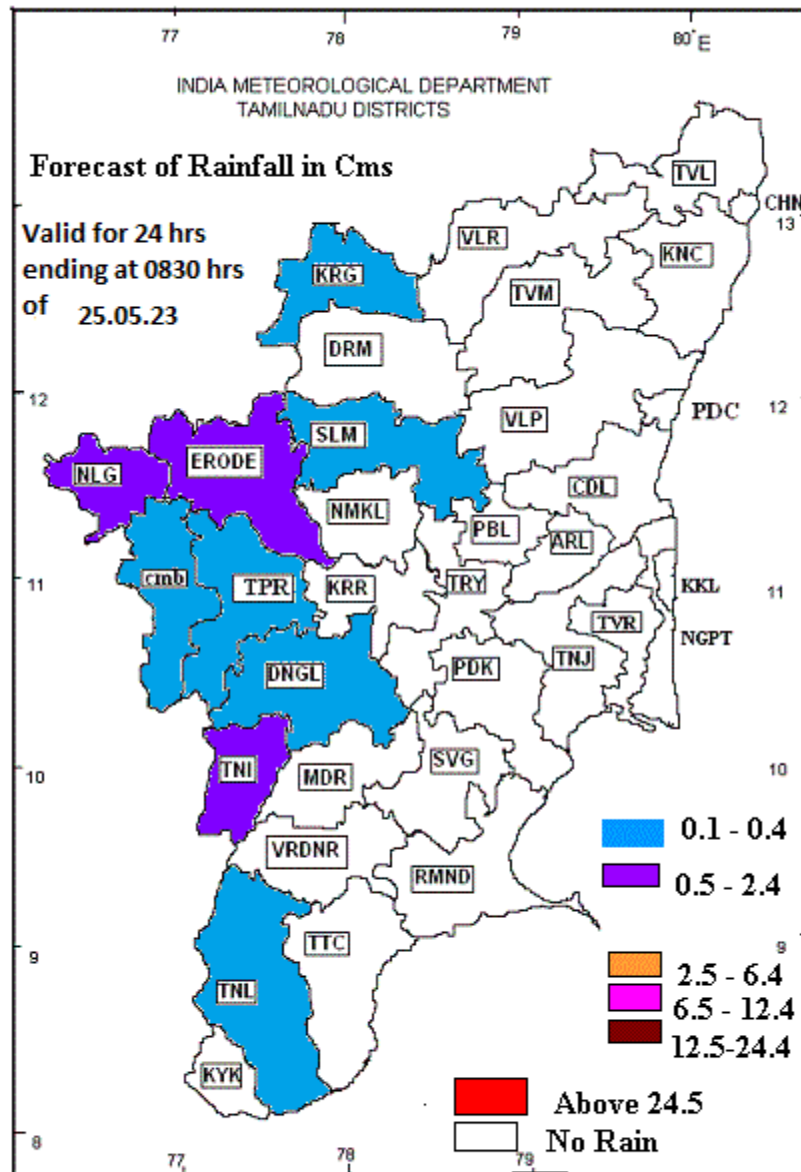 77 78 79 80° E
INDIA METEOROLOGICAL DEPARTMENT
TAMILNADU DISTRICTS
Forecast of Rainfall in Cms
TVL
CHN
13
Valid for 24 hrs
ending at 0830 hrs
of 25.05.23
VLR
KNC
KRG
TVM
DRM
12
12
PDC
VLP
SLM
ERODE
NLG
CDL
NMKL
PBL
ARL
11
cmb
TPR
KRR
TRY
KKL
11
TVR
NGPT
DNGL
PDK
TNJ
10
TNI
MDR
SVG
10
0.1 - 0.4
VRDNR
RMND
0.5 - 2.4
9
TTC
9
2.5 - 6.4
TNL
6.5 - 12.4
12.5-24.4
KYK
Above 24.5
8
No Rain
77 78 79